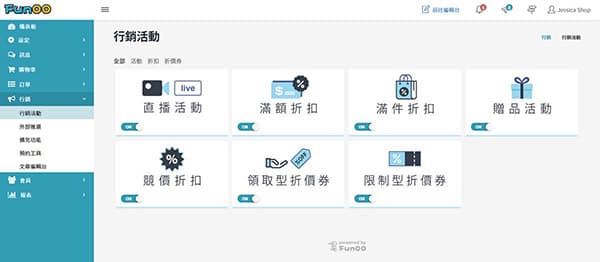 FunOO
前往編輯台
Jessica Shop
儀表板
設定
訊息
購物車
訂單
行銷
行銷活動
外部推廣
擴充功能
預約工具
文章編輯台
會員
報表
行銷活動
行銷
行銷活動
全部 活動 折扣 折價券
live
直播活動
ON
$
滿額折扣
ON
滿件折扣
ON
贈品活動
ON
%
競價折扣
ON
$OFF
領取型折價券
ON
%
限制型折價券
ON
powered by
FunOO